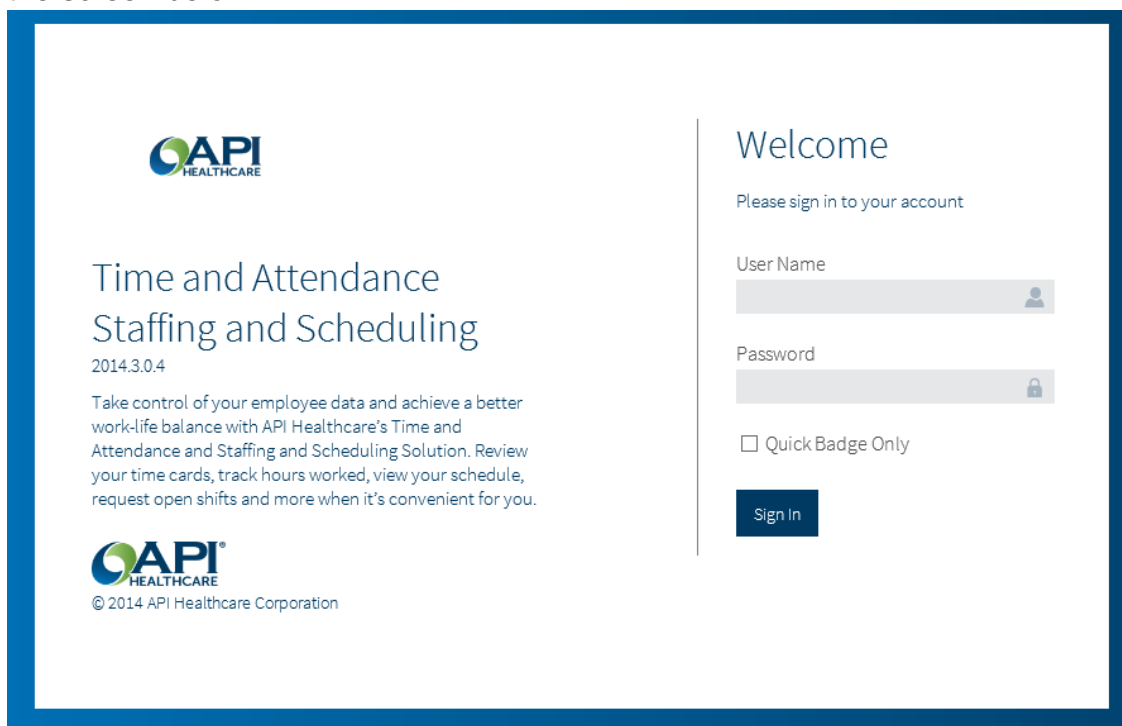 API
HEALTHCARE
Time and Attendance
Staffing and Scheduling
2014.3.0.4
Take control of your employee data and achieve a better
work-life balance with API Healthcare's Time and
Attendance and Staffing and Scheduling Solution. Review
your time cards, track hours worked, view your schedule,
request open shifts and more when it's convenient for you.
API®
HEALTHCARE
© 2014 API Healthcare Corporation
Welcome
Please sign in to your account
User Name
Password
Quick Badge Only
Sign In